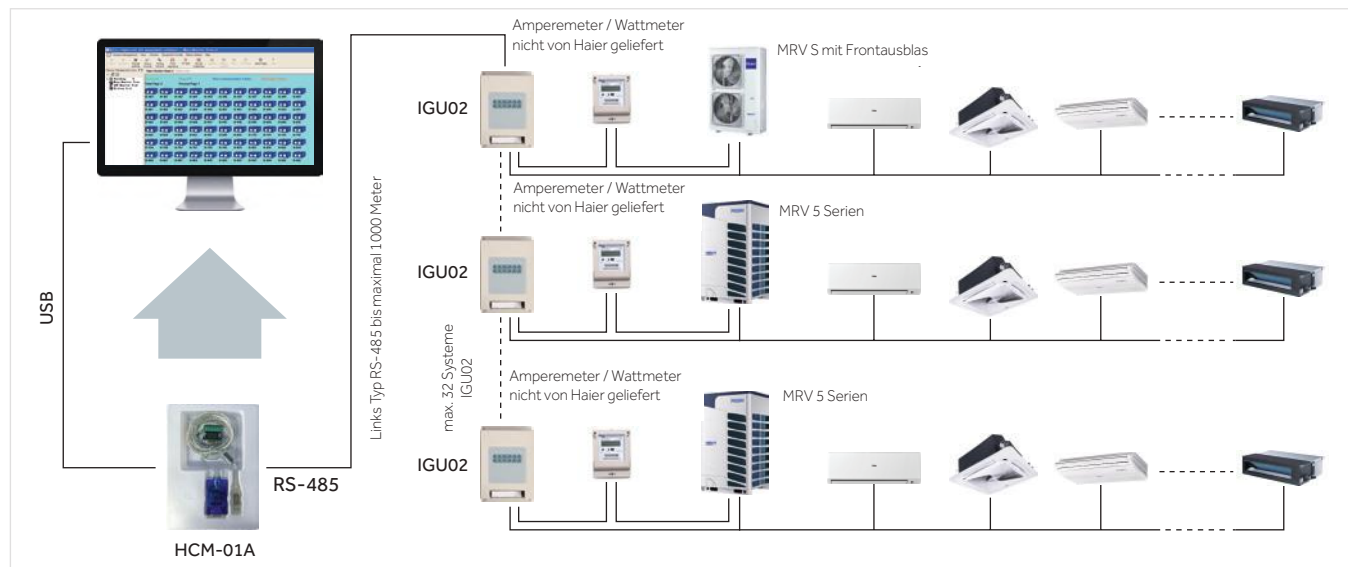 Amperemeter / Wattmeter
nicht von Haier geliefert
MRV S mit Frontausblas
IGU02
Amperemeter / Wattmeter
nicht von Haier geliefert
MRV 5 Serien
IGU02
USB
Links Typ RS-485 bis maximal 1000 Meter
max. 32 Systeme
IGU02
Amperemeter / Wattmeter
nicht von Haier geliefert
MRV 5 Serien
IGU02
RS-485
HCM-01A